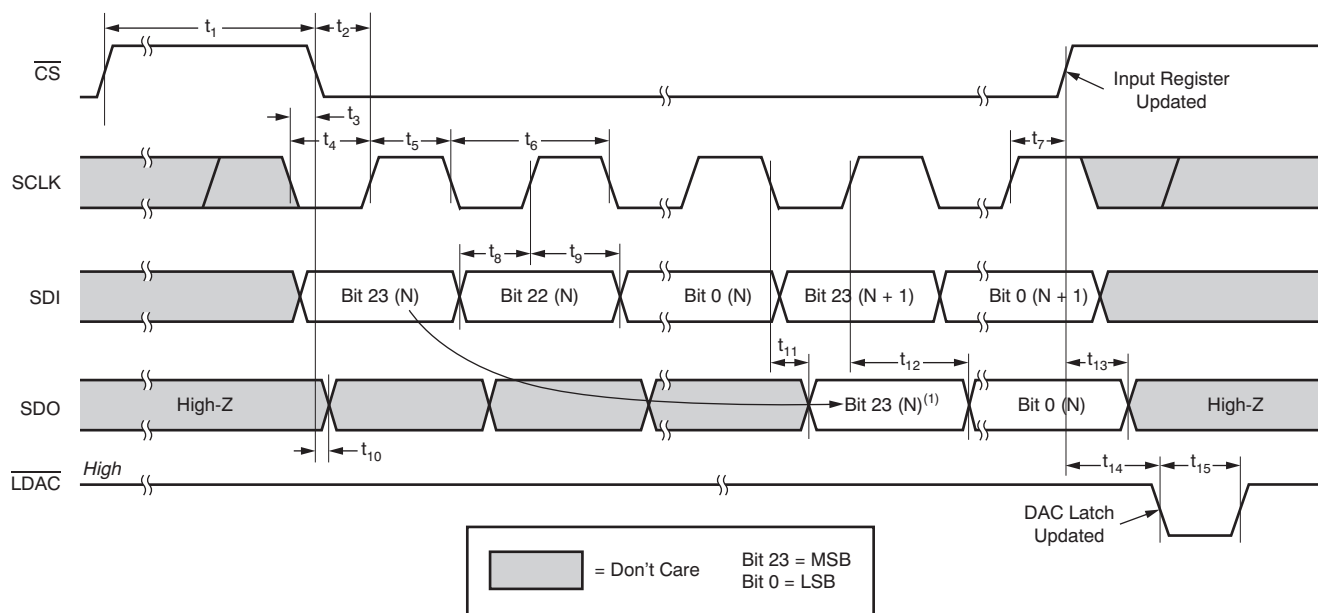 t1 t2
CS
Input Register
Updated
t3
t4 t5 t6 t7
SCLK
t8 t9
SDI Bit 23 (N) Bit 22 (N) Bit 0 (N) Bit 23 (N + 1) Bit 0 (N + 1)
t11 t12 t13
SDO High-Z Bit 23 (N)(1) Bit 0 (N) High-Z
t10
t14 t15
High
LDAC
DAC Latch
Updated
= Don't Care
Bit 23 = MSB
Bit 0 = LSB